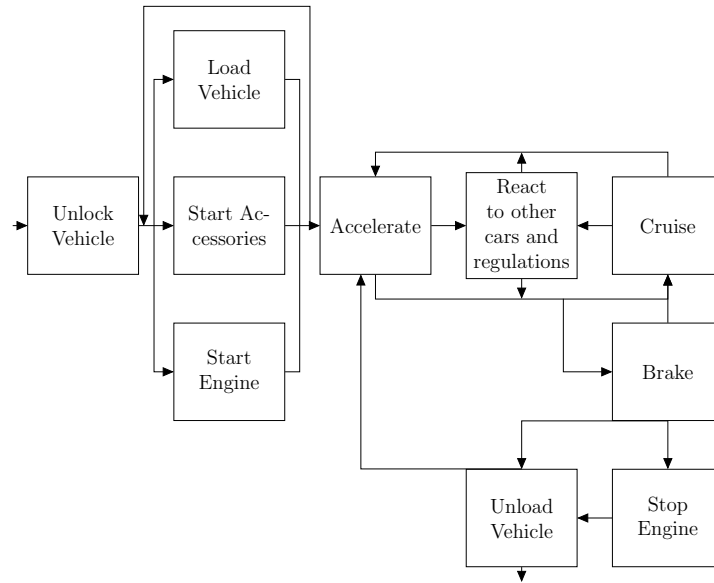 Load
Vehicle
Unlock
Vehicle
Start Ac-
cessories
Accelerate
React
to other
cars and
regulations
Cruise
Start
Engine
Brake
Unload
Vehicle
Stop
Engine